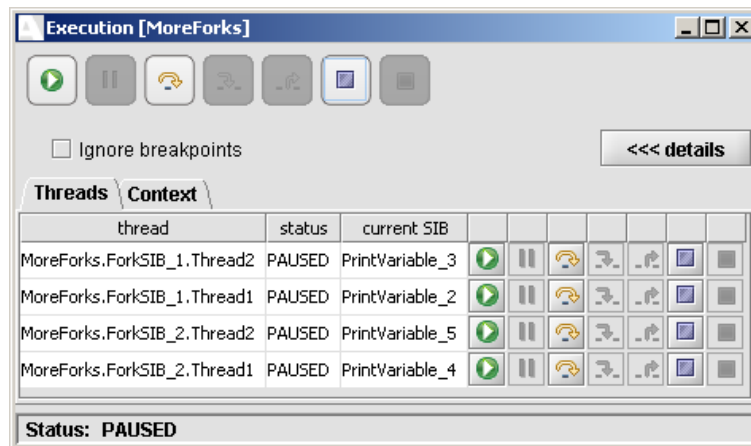 Execution [MoreForks]
Ignore breakpoints
<<< details
Threads Context
thread status current SIB
MoreForks.ForkSIB_1.Thread2 PAUSED PrintVariable_3
MoreForks.ForkSIB_1.Thread1 PAUSED PrintVariable_2
MoreForks.ForkSIB_2.Thread2 PAUSED PrintVariable_5
MoreForks.ForkSIB_2.Thread1 PAUSED PrintVariable_4
Status: PAUSED